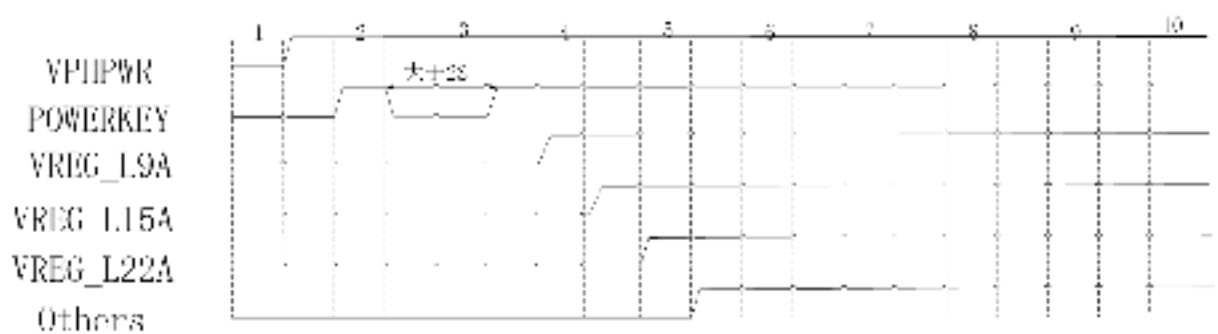 1 2 3 4 5 6 7 8 9 10
VPHPWR
大于2S
POWERKEY
VREG_L9A
VREG_L15A
VREG_L22A
Others